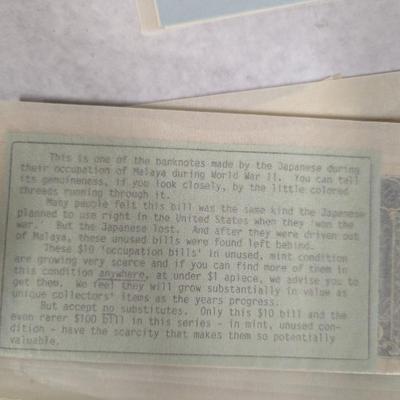 This is one of the banknotes made by the Japanese during
their occupation of Malaya during World War II. You can tell
its genuineness, if you look closely, by the little colored
threads running through it.
Many people felt this bill was the same kind the Japanese
planned to use right in the United States when they 'won the
war.' But the Japanese lost. And after they were driven out
of Malaya, these unused bills were found left behind.
These $10 'occupation bills' in unused, mint condition
are growing very scarce and if you can find more of them in
this condition anywhere, at under $1 apiece, we advise you to
get them. We feel they will grow substantially in value as
unique collectors' items as the years progress.
But accept no substitutes. Only this $10 bill and the
even rarer $100 bill in this series - in mint, unused con-
dition - have the scarcity that makes them so potentially
valuable.